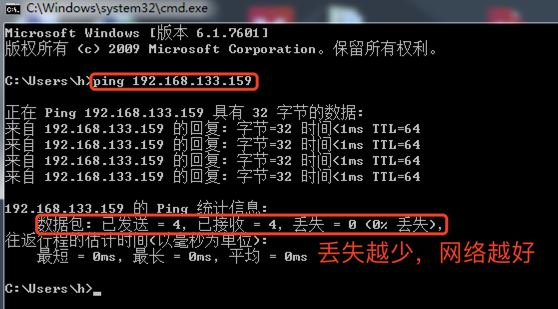 C:\Windows\system32\cmd.exe
Microsoft Windows [版本 6.1.7601]
版权所有 (c) 2009 Microsoft Corporation。保留所有权利。
C:\Users\h>ping 192.168.133.159
正在 Ping 192.168.133.159 具有 32 字节的数据:
来自 192.168.133.159 的回复: 字节=32 时间<1ms TTL=64
来自 192.168.133.159 的回复: 字节=32 时间<1ms TTL=64
来自 192.168.133.159 的回复: 字节=32 时间<1ms TTL=64
来自 192.168.133.159 的回复: 字节=32 时间<1ms TTL=64
192.168.133.159 的 Ping 统计信息:
数据包: 已发送 = 4, 已接收 = 4, 丢失 = 0 (0% 丢失),
往返行程的估计时间(以毫秒为单位):
最短 = 0ms, 最长 = 0ms, 平均 = 0ms
丢失越少，网络越好
C:\Users\h>_